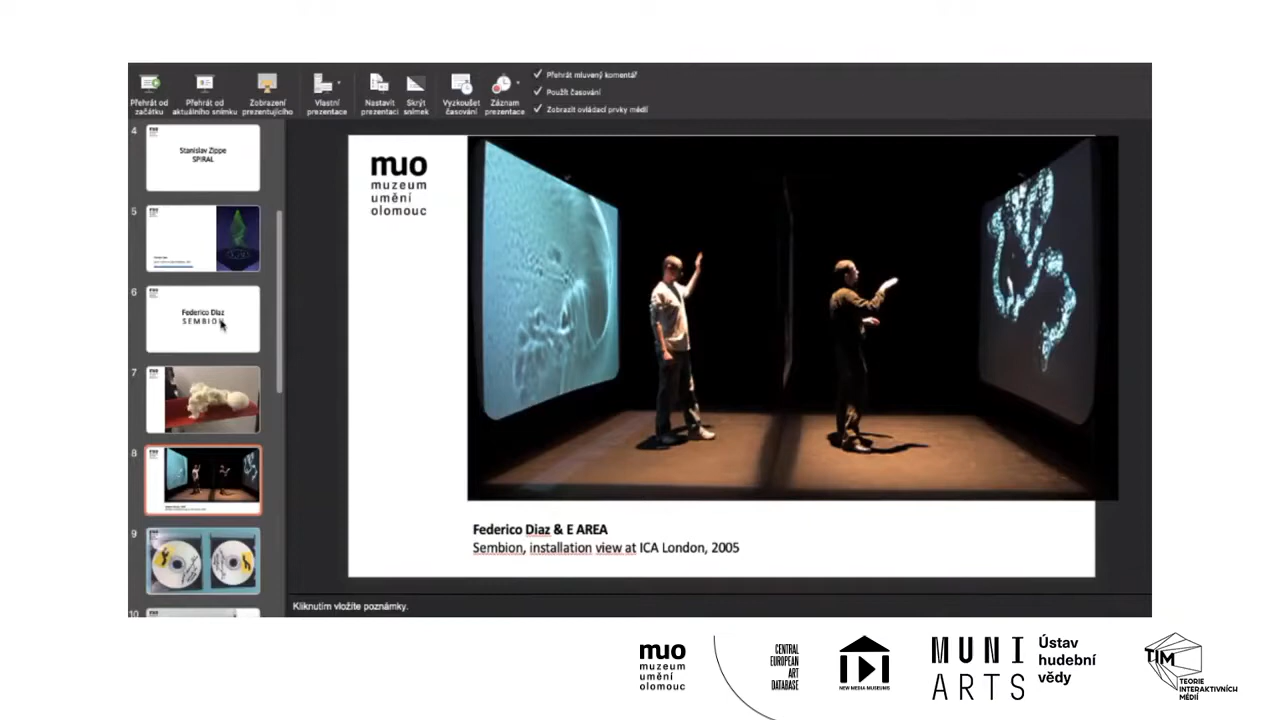 Přehrát od
začátku
Přehrát od
aktuálního snímku
Zobrazení
prezentujícího
Vlastní
prezentace
Nastavit
prezentaci
Skrýt
snímek
Vyzkoušet
časování
Záznam
prezentace
Přehrát mluvený komentář
Použít časování
Zobrazit ovládací prvky médií
4
Stanislav Zippe
SPIRAL
5
6
Federico Díaz
SEMBION
7
8
9
10
muo
muzeum
umění
olomouc
Federico Diaz & E AREA
Sembion, installation view at ICA London, 2005
Kliknutím vložíte poznámky.
muo
muzeum
umění
olomouc
CENTRAL
EUROPEAN
ART
DATABASE
NEW MEDIA MUSEUMS
MUNI
ARTS
Ústav
hudební
vědy
TIM
TEORIE
INTERAKTIVNÍCH
MÉDIÍ